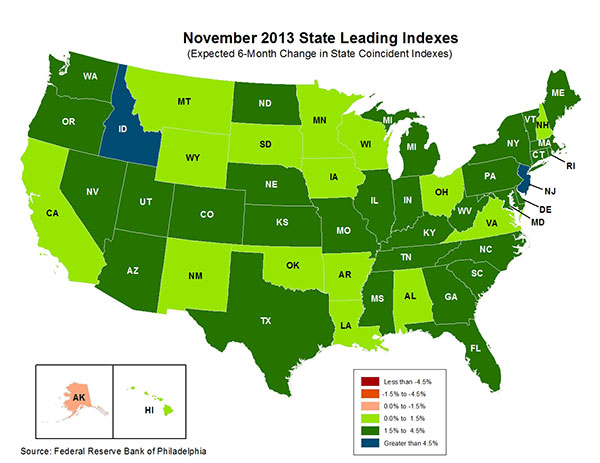 November 2013 State Leading Indexes
(Expected 6-Month Change in State Coincident Indexes)
WA
MT
ND
MN
ME
OR
ID
SD
WI
MI
MI
VT
NH
NY
MA
CT
RI
WY
IA
NE
PA
NJ
NV
UT
CO
IL
IN
OH
DE
MD
CA
KS
MO
WV
VA
KY
AZ
NM
OK
AR
TN
NC
SC
TX
LA
MS
AL
GA
FL
AK
HI
Less than -4.5%
-1.5% to -4.5%
0.0% to -1.5%
0.0% to 1.5%
1.5% to 4.5%
Greater than 4.5%
Source: Federal Reserve Bank of Philadelphia